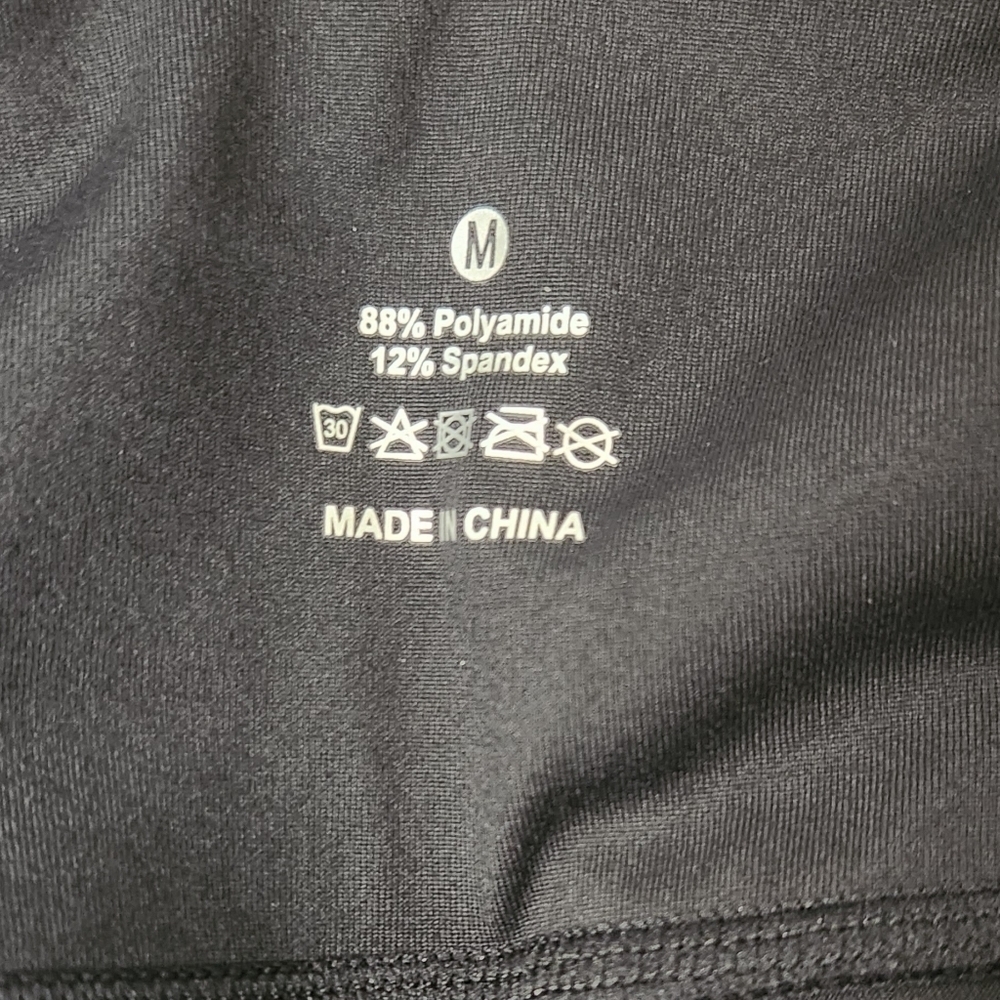 M
88% Polyamide
12% Spandex
30
MADE IN CHINA